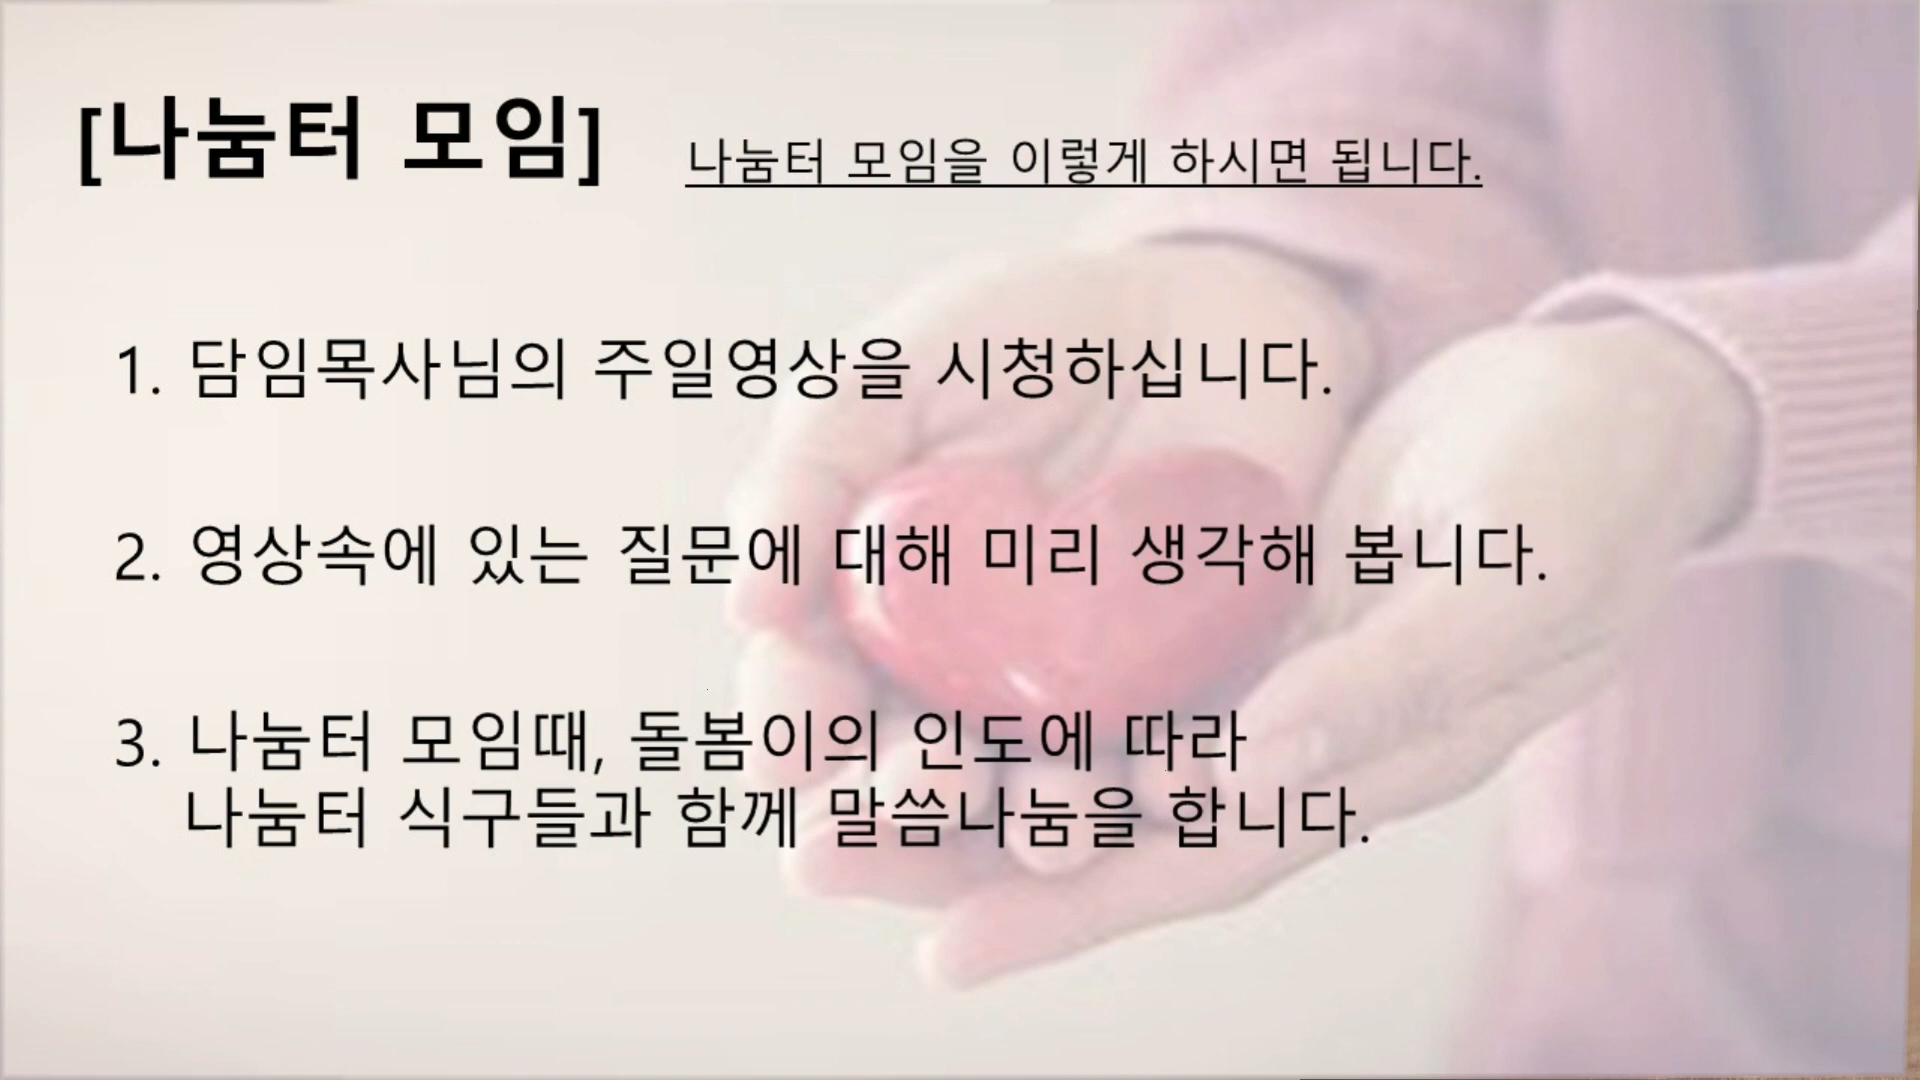 [나눔터 모임] 나눔터 모임을 이렇게 하시면 됩니다.
1. 담임목사님의 주일영상을 시청하십니다.
2. 영상속에 있는 질문에 대해 미리 생각해 봅니다.
3. 나눔터 모임때, 돌봄이의 인도에 따라
나눔터 식구들과 함께 말씀나눔을 합니다.